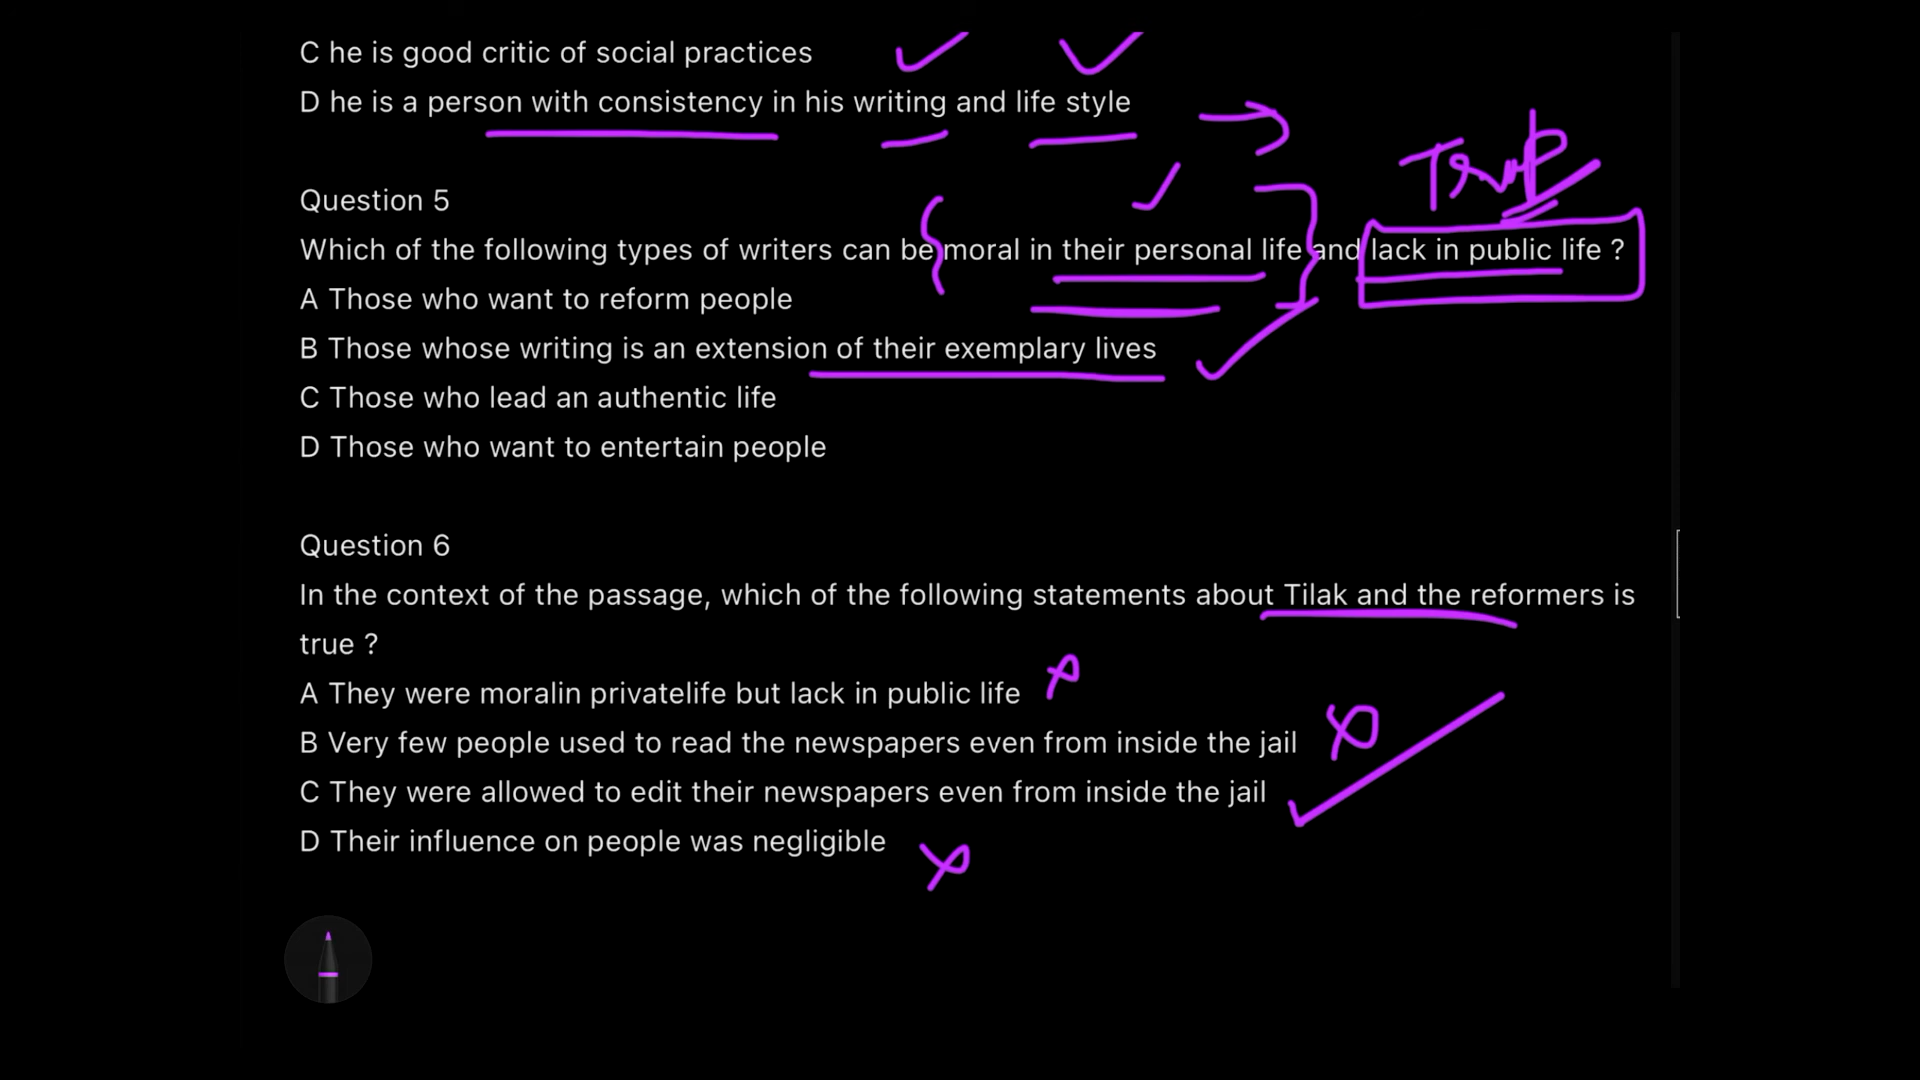 C he is good critic of social practices
D he is a person with consistency in his writing and life style
Trap
Question 5
Which of the following types of writers can be moral in their personal life and lack in public life ?
A Those who want to reform people
B Those whose writing is an extension of their exemplary lives
C Those who lead an authentic life
D Those who want to entertain people
Question 6
In the context of the passage, which of the following statements about Tilak and the reformers is
true ?
A They were moralin privatelife but lack in public life
B Very few people used to read the newspapers even from inside the jail
C They were allowed to edit their newspapers even from inside the jail
D Their influence on people was negligible